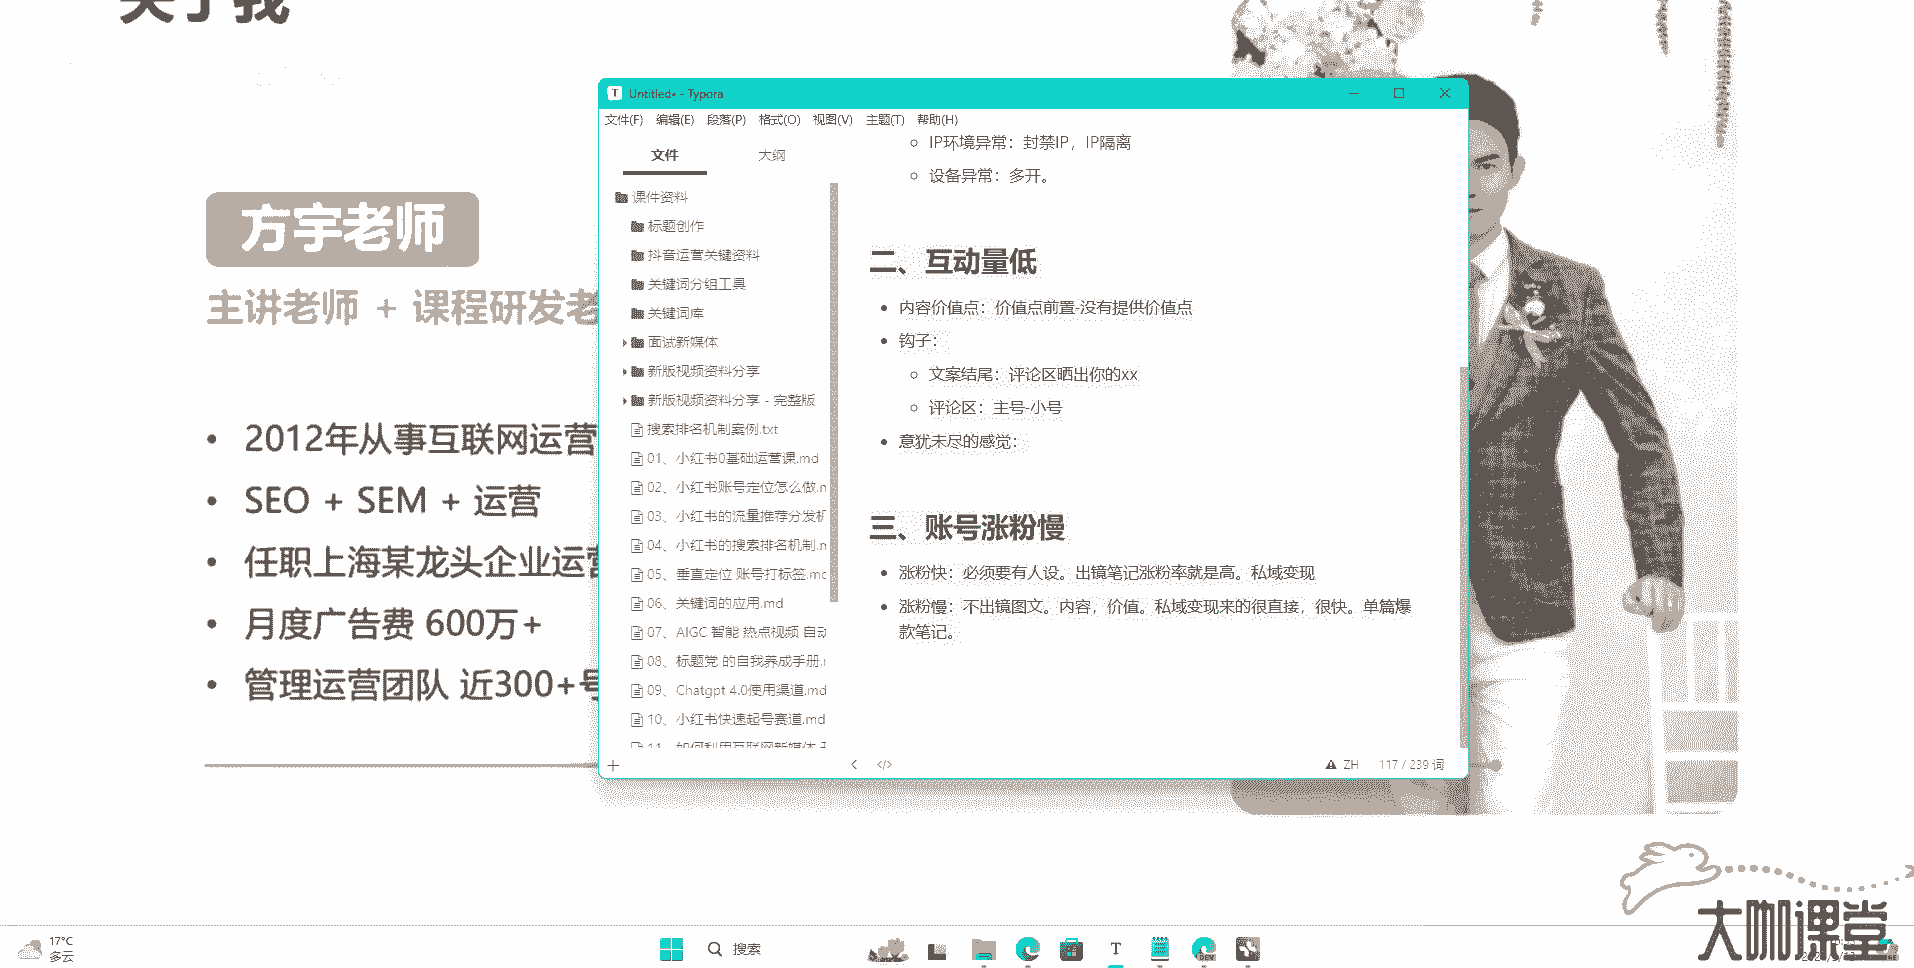 关于我
方宇老师
主讲老师 + 课程研发老
2012年从事互联网运营
SEO + SEM + 运营
任职上海某龙头企业运营
月度广告费 600万+
管理运营团队 近300+号
Untitled• - Typora
文件(F) 编辑(E) 段落(P) 格式(O) 视图(V) 主题(T) 帮助(H)
文件 大纲
课件资料
标题创作
抖音运营关键资料
关键词分组工具
关键词库
面试新媒体
新版视频资料分享
新版视频资料分享 - 完整版
搜索排名机制案例.txt
01、小红书0基础运营课.md
02、小红书账号定位怎么做.m
03、小红书的流量推荐分发机
04、小红书的搜索排名机制.m
05、垂直定位 账号打标签.md
06、关键词的应用.md
07、AIGC 智能 热点视频 自动
08、标题党 的自我养成手册.m
09、Chatgpt 4.0使用渠道.md
10、小红书快速起号赛道.md
11、如何利用互联网新媒体
IP环境异常：封禁IP，IP隔离
设备异常：多开。
二、互动量低
内容价值点：价值点前置-没有提供价值点
钩子：
文案结尾：评论区晒出你的xx
评论区：主号-小号
意犹未尽的感觉：
三、账号涨粉慢
涨粉快：必须要有人设。出镜笔记涨粉率就是高。私域变现
涨粉慢：不出镜图文。内容，价值。私域变现来的很直接，很快。单篇爆
款笔记。
ZH 117 / 239 词
大咖课堂
17°C
多云
搜索